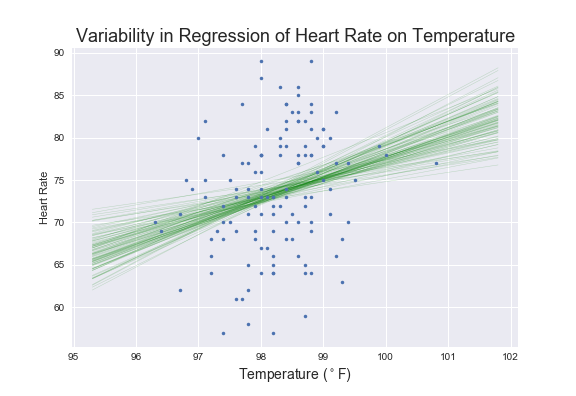 Variability in Regression of Heart Rate on Temperature
90
85
80
75
70
65
60
Heart Rate
95 96 97 98 99 100 101 102
Temperature (°F)